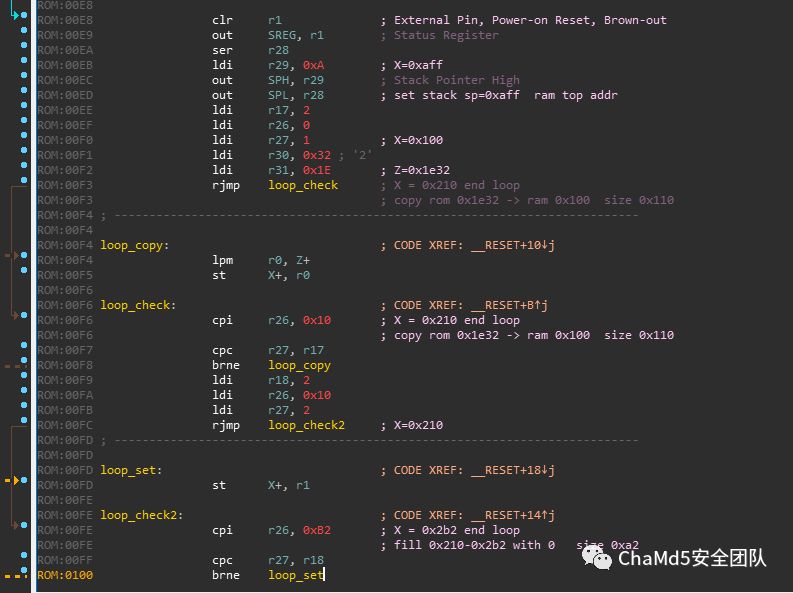 ROM:00E8
ROM:00E8 clr r1 ; External Pin, Power-on Reset, Brown-out
ROM:00E9 out SREG, r1 ; Status Register
ROM:00EA ser r28
ROM:00EB ldi r29, 0xA ; X=0xaff
ROM:00EC out SPH, r29 ; Stack Pointer High
ROM:00ED out SPL, r28 ; set stack sp=0xaff ram top addr
ROM:00EE ldi r17, 2
ROM:00EF ldi r26, 0
ROM:00F0 ldi r27, 1 ; X=0x100
ROM:00F1 ldi r30, 0x32 ; '2'
ROM:00F2 ldi r31, 0x1E ; Z=0x1e32
ROM:00F3 rjmp loop_check ; X = 0x210 end loop
ROM:00F3 ; copy rom 0x1e32 -> ram 0x100 size 0x110
ROM:00F4 ; ---------------------------------------------------------------------------
ROM:00F4
ROM:00F4 loop_copy: ; CODE XREF: __RESET+10↓j
ROM:00F4 lpm r0, Z+
ROM:00F5 st X+, r0
ROM:00F6
ROM:00F6 loop_check: ; CODE XREF: __RESET+B↑j
ROM:00F6 cpi r26, 0x10 ; X = 0x210 end loop
ROM:00F6 ; copy rom 0x1e32 -> ram 0x100 size 0x110
ROM:00F7 cpc r27, r17
ROM:00F8 brne loop_copy
ROM:00F9 ldi r18, 2
ROM:00FA ldi r26, 0x10
ROM:00FB ldi r27, 2
ROM:00FC rjmp loop_check2 ; X=0x210
ROM:00FD ; ---------------------------------------------------------------------------
ROM:00FD
ROM:00FD loop_set: ; CODE XREF: __RESET+18↓j
ROM:00FD st X+, r1
ROM:00FE
ROM:00FE loop_check2: ; CODE XREF: __RESET+14↑j
ROM:00FE cpi r26, 0xB2 ; X = 0x2b2 end loop
ROM:00FE ; fill 0x210-0x2b2 with 0 size 0xa2
ROM:00FF cpc r27, r18
ROM:0100 brne loop_set
ChaMd5安全团队